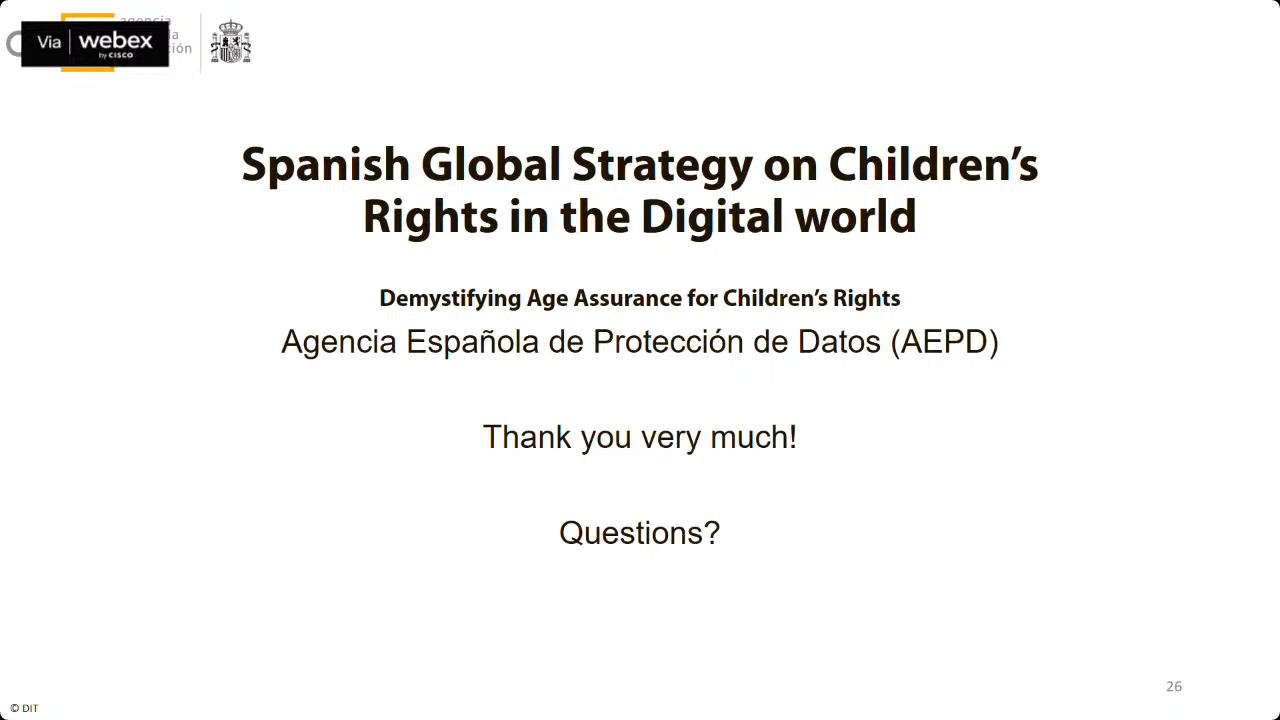 agencia
Via webex
by CISCO
Spanish Global Strategy on Children’s
Rights in the Digital world
Demystifying Age Assurance for Children’s Rights
Agencia Española de Protección de Datos (AEPD)
Thank you very much!
Questions?
26
© DIT